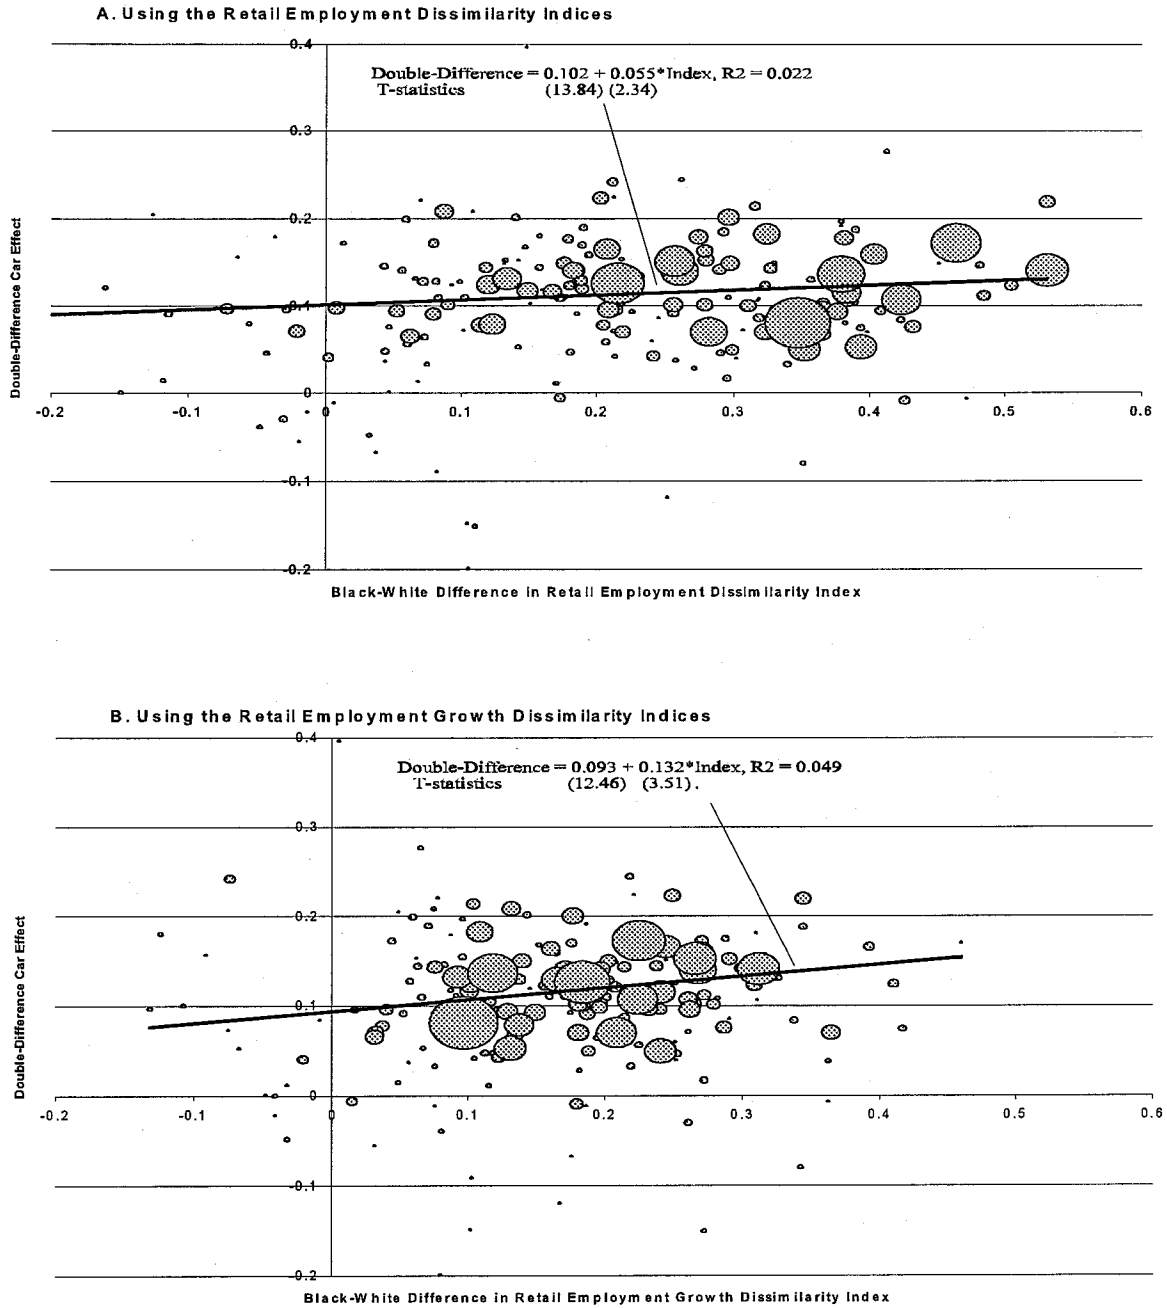 A. Using the Retail Employment Dissimilarity Indices
0.4
Double-Difference = 0.102 + 0.055*Index, R2 = 0.022
T-statistics (13.84) (2.34)
0.3
0.2
0.1
0
-0.2 -0.1 0 0.1 0.2 0.3 0.4 0.5 0.6
-0.1
-0.2
Double-Difference Car Effect
Black-White Difference in Retail Employment Dissimilarity Index
B. Using the Retail Employment Growth Dissimilarity Indices
0.4
Double-Difference = 0.093 + 0.132*Index, R2 = 0.049
T-statistics (12.46) (3.51).
0.3
0.2
0.1
0
-0.2 -0.1 0 0.1 0.2 0.3 0.4 0.5 0.6
-0.1
-0.2
Double-Difference Car Effect
Black-White Difference in Retail Employment Growth Dissimilarity Index